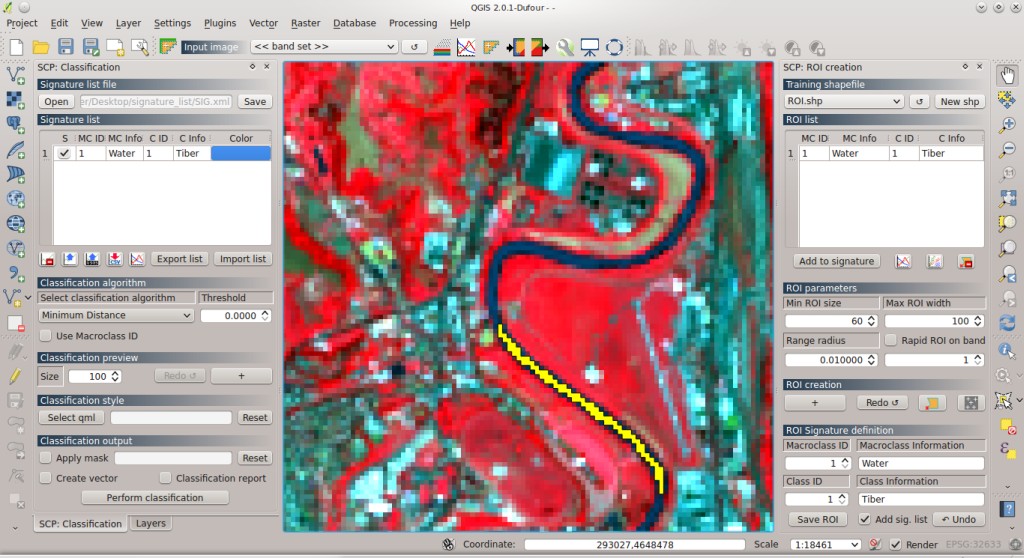 QGIS 2.0.1-Dufour - -
Project Edit View Layer Settings Plugins Vector Raster Database Processing Help
Input image << band set >>
SCP: Classification
Signature list file
Open er/Desktop/signature_list/SIG.xml Save
Signature list
S MC ID MC Info C ID C Info Color
1 1 Water 1 Tiber
Export list Import list
Classification algorithm
Select classification algorithm Threshold
Minimum Distance 0.0000
Use Macroclass ID
Classification preview
Size 100 Redo ↺ +
Classification style
Select qml Reset
Classification output
Apply mask Reset
Create vector Classification report
Perform classification
SCP: Classification Layers
SCP: ROI creation
Training shapefile
ROI.shp ↺ New shp
ROI list
MC ID MC Info C ID C Info
1 1 Water 1 Tiber
Add to signature
ROI parameters
Min ROI size Max ROI width
60 100
Range radius Rapid ROI on band
0.010000 1
ROI creation
+ Redo ↺
ROI Signature definition
Macroclass ID Macroclass Information
1 Water
Class ID Class Information
1 Tiber
Save ROI Add sig. list ↶ Undo
Coordinate: 293027,4648478 Scale 1:18461 Render EPSG:32633